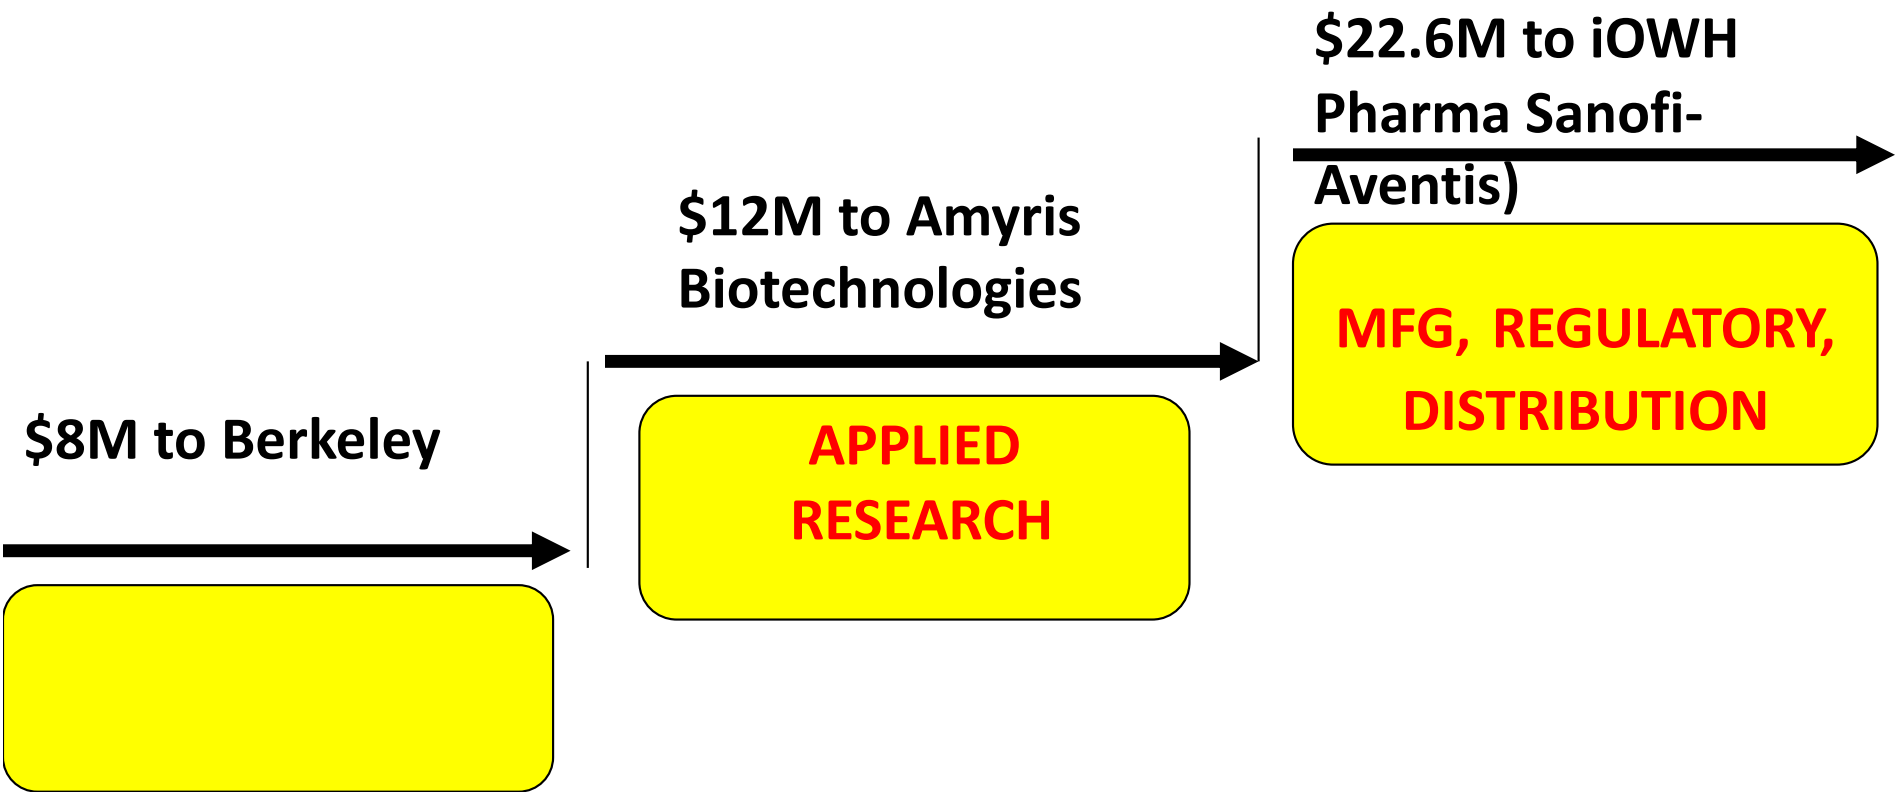 $8M to Berkeley
$12M to Amyris
Biotechnologies
APPLIED
RESEARCH
$22.6M to iOWH
Pharma Sanofi-
Aventis)
MFG, REGULATORY,
DISTRIBUTION